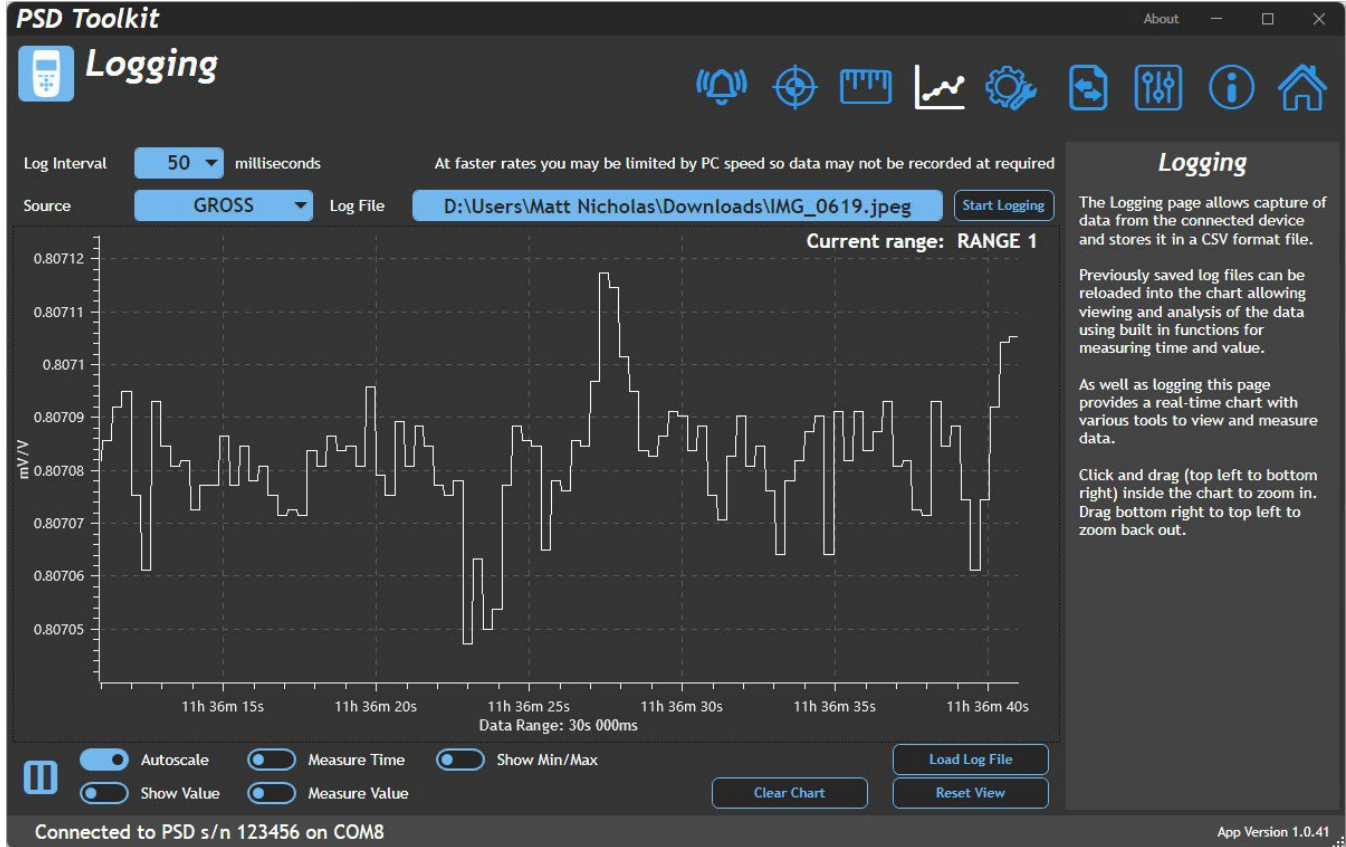 PSD Toolkit
About
Logging
Log Interval
50
milliseconds
At faster rates you may be limited by PC speed so data may not be recorded at required
Source
GROSS
Log File
D:\Users\Matt Nicholas\Downloads\IMG_0619.jpeg
Start Logging
Current range: RANGE 1
0.80712
0.80711
0.8071
0.80709
0.80708
0.80707
0.80706
0.80705
mV/V
11h 36m 15s
11h 36m 20s
11h 36m 25s
11h 36m 30s
11h 36m 35s
11h 36m 40s
Data Range: 30s 000ms
Autoscale
Measure Time
Show Min/Max
Load Log File
Show Value
Measure Value
Clear Chart
Reset View
Logging
The Logging page allows capture of
data from the connected device
and stores it in a CSV format file.
Previously saved log files can be
reloaded into the chart allowing
viewing and analysis of the data
using built in functions for
measuring time and value.
As well as logging this page
provides a real-time chart with
various tools to view and measure
data.
Click and drag (top left to bottom
right) inside the chart to zoom in.
Drag bottom right to top left to
zoom back out.
Connected to PSD s/n 123456 on COM8
App Version 1.0.41